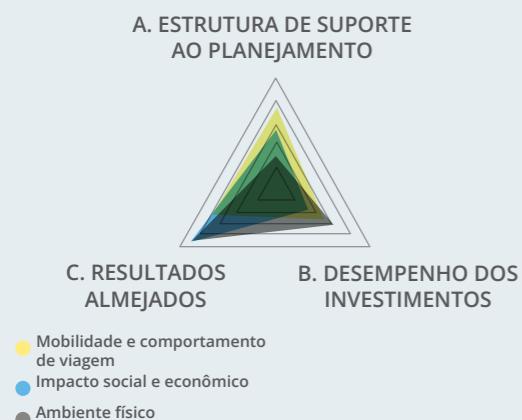 A. ESTRUTURA DE SUPORTE
AO PLANEJAMENTO
C. RESULTADOS
ALMEJADOS
B. DESEMPENHO DOS
INVESTIMENTOS
Mobilidade e comportamento
de viagem
Impacto social e econômico
Ambiente físico